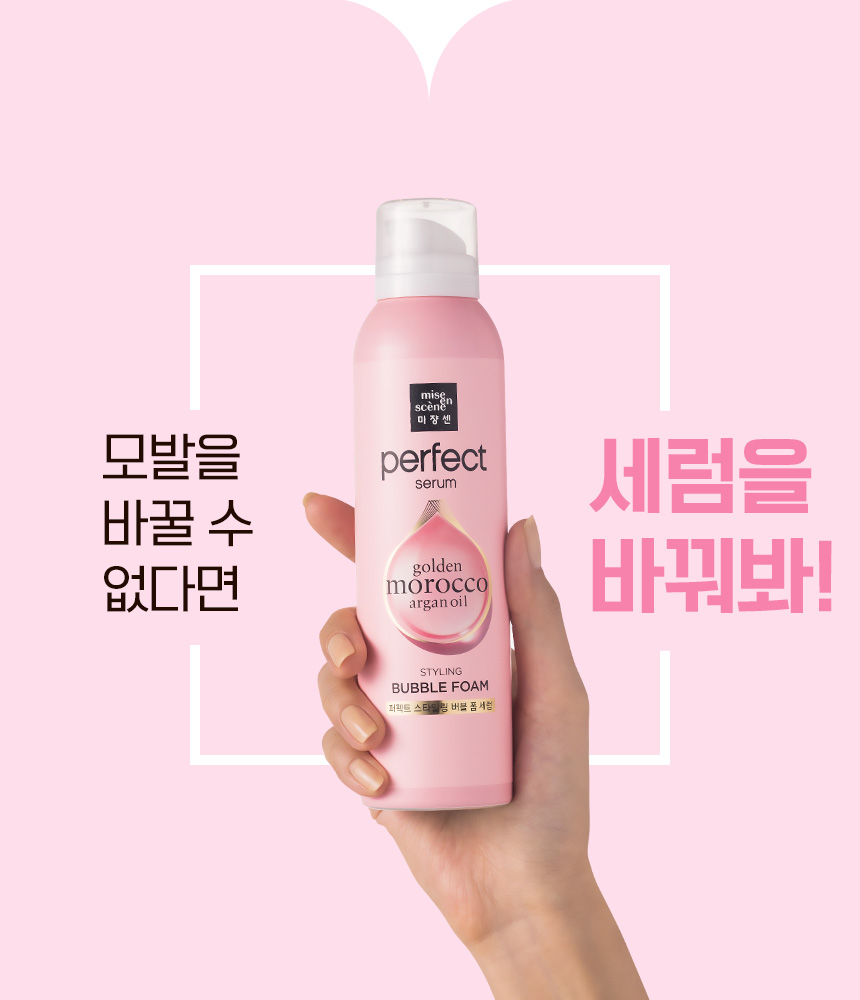 모발을
바꿀 수
없다면
세럼을
바꿔봐!
mise
en
scène
미쟝센
perfect
serum
golden
morocco
argan oil
STYLING
BUBBLE FOAM
퍼펙트 스타일링 버블 폼 세럼